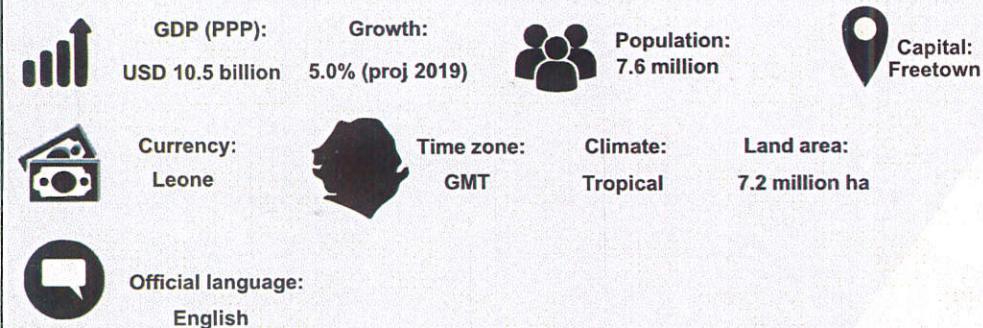 GDP (PPP):
USD 10.5 billion
Growth:
5.0% (proj 2019)
Population:
7.6 million
Capital:
Freetown
Currency:
Leone
Time zone:
GMT
Climate:
Tropical
Land area:
7.2 million ha
Official language:
English